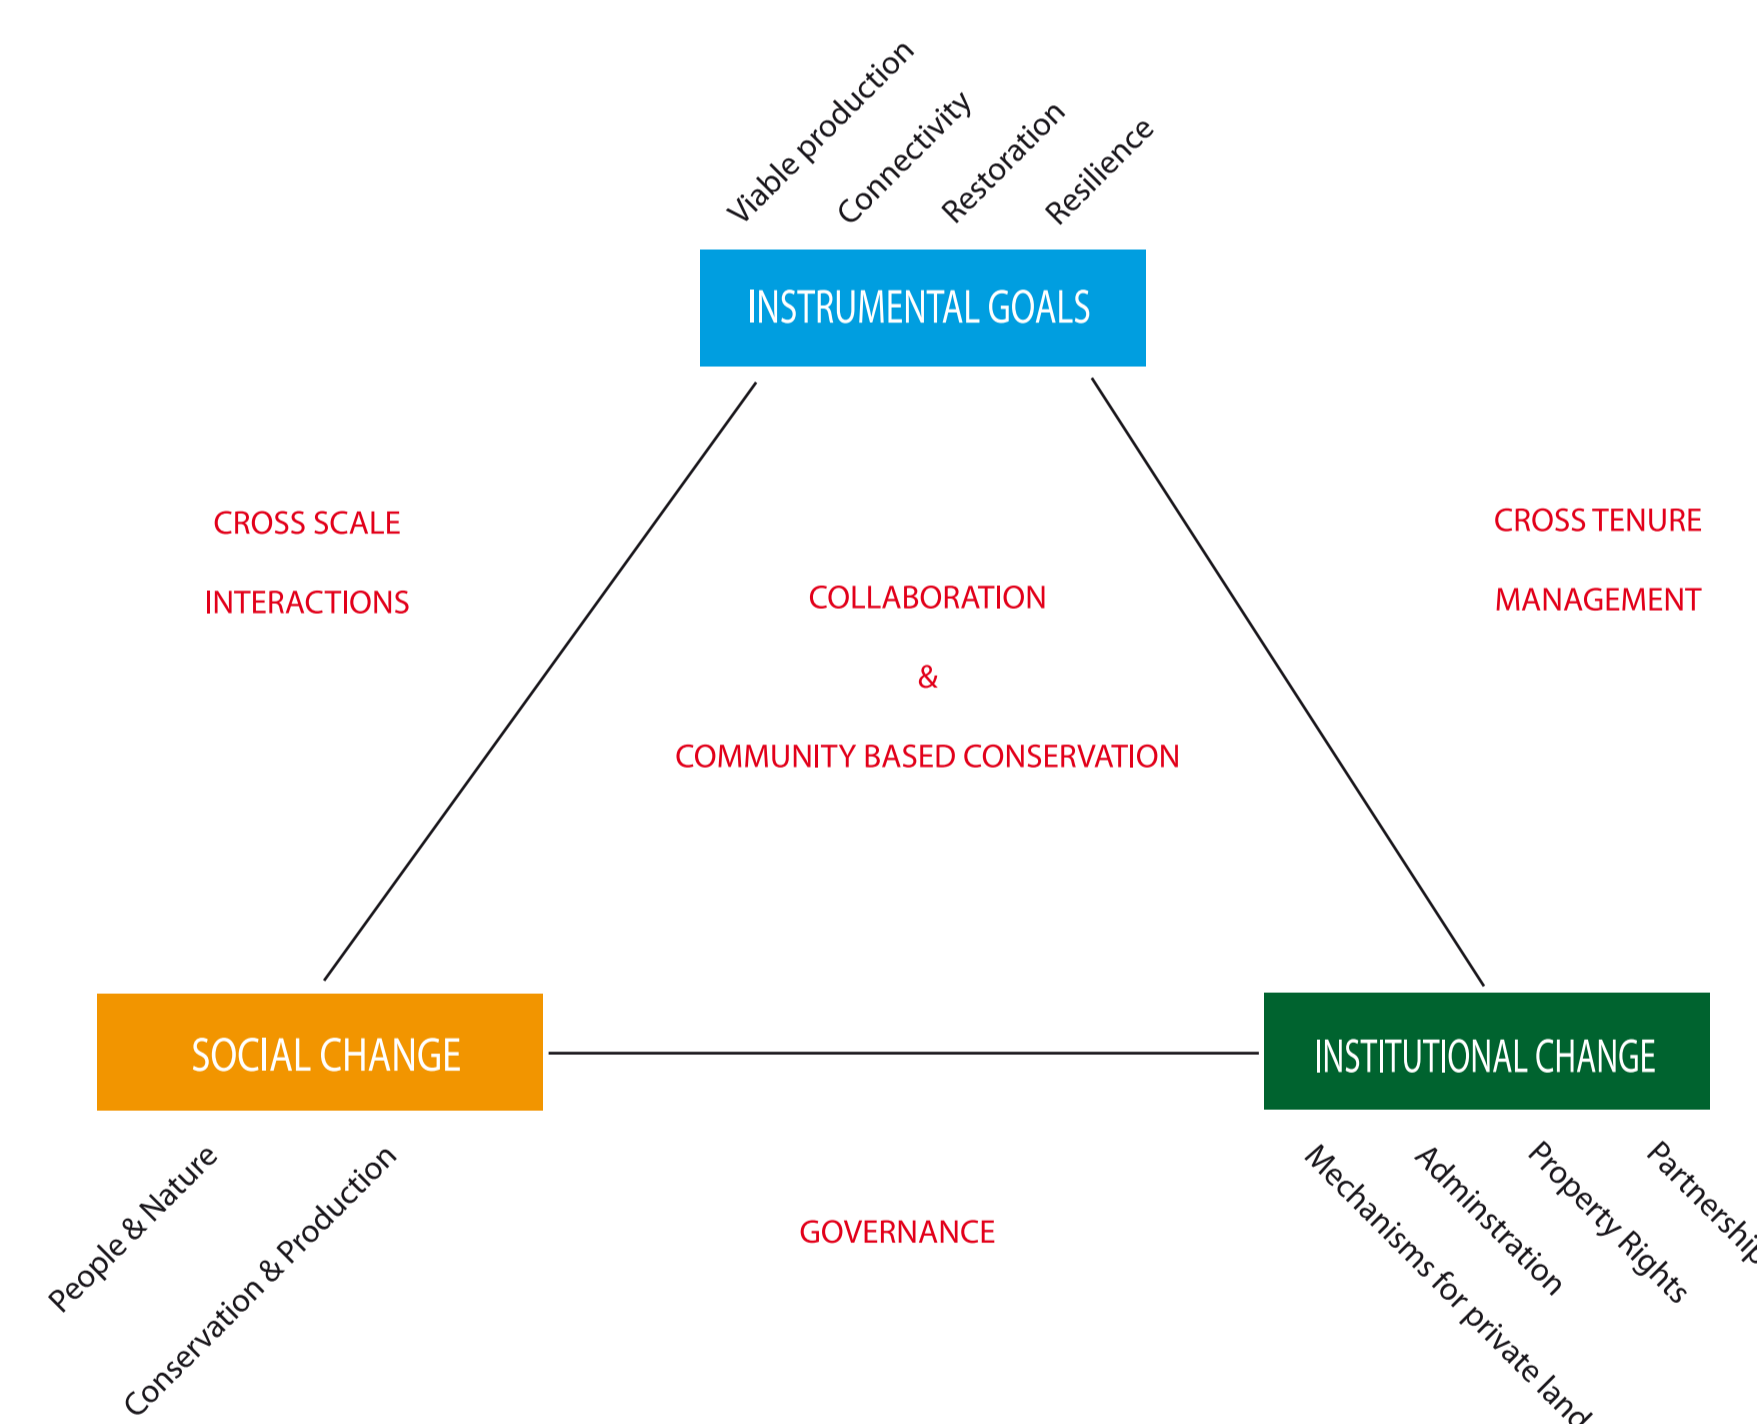 Viable production
Connectivity
Restoration
Resilience
INSTRUMENTAL GOALS
CROSS SCALE
INTERACTIONS
COLLABORATION
&
COMMUNITY BASED CONSERVATION
CROSS TENURE
MANAGEMENT
SOCIAL CHANGE
INSTITUTIONAL CHANGE
People & Nature
Conservation & Production
GOVERNANCE
Mechanisms for private land
Adminstration
Property Rights
Partnership